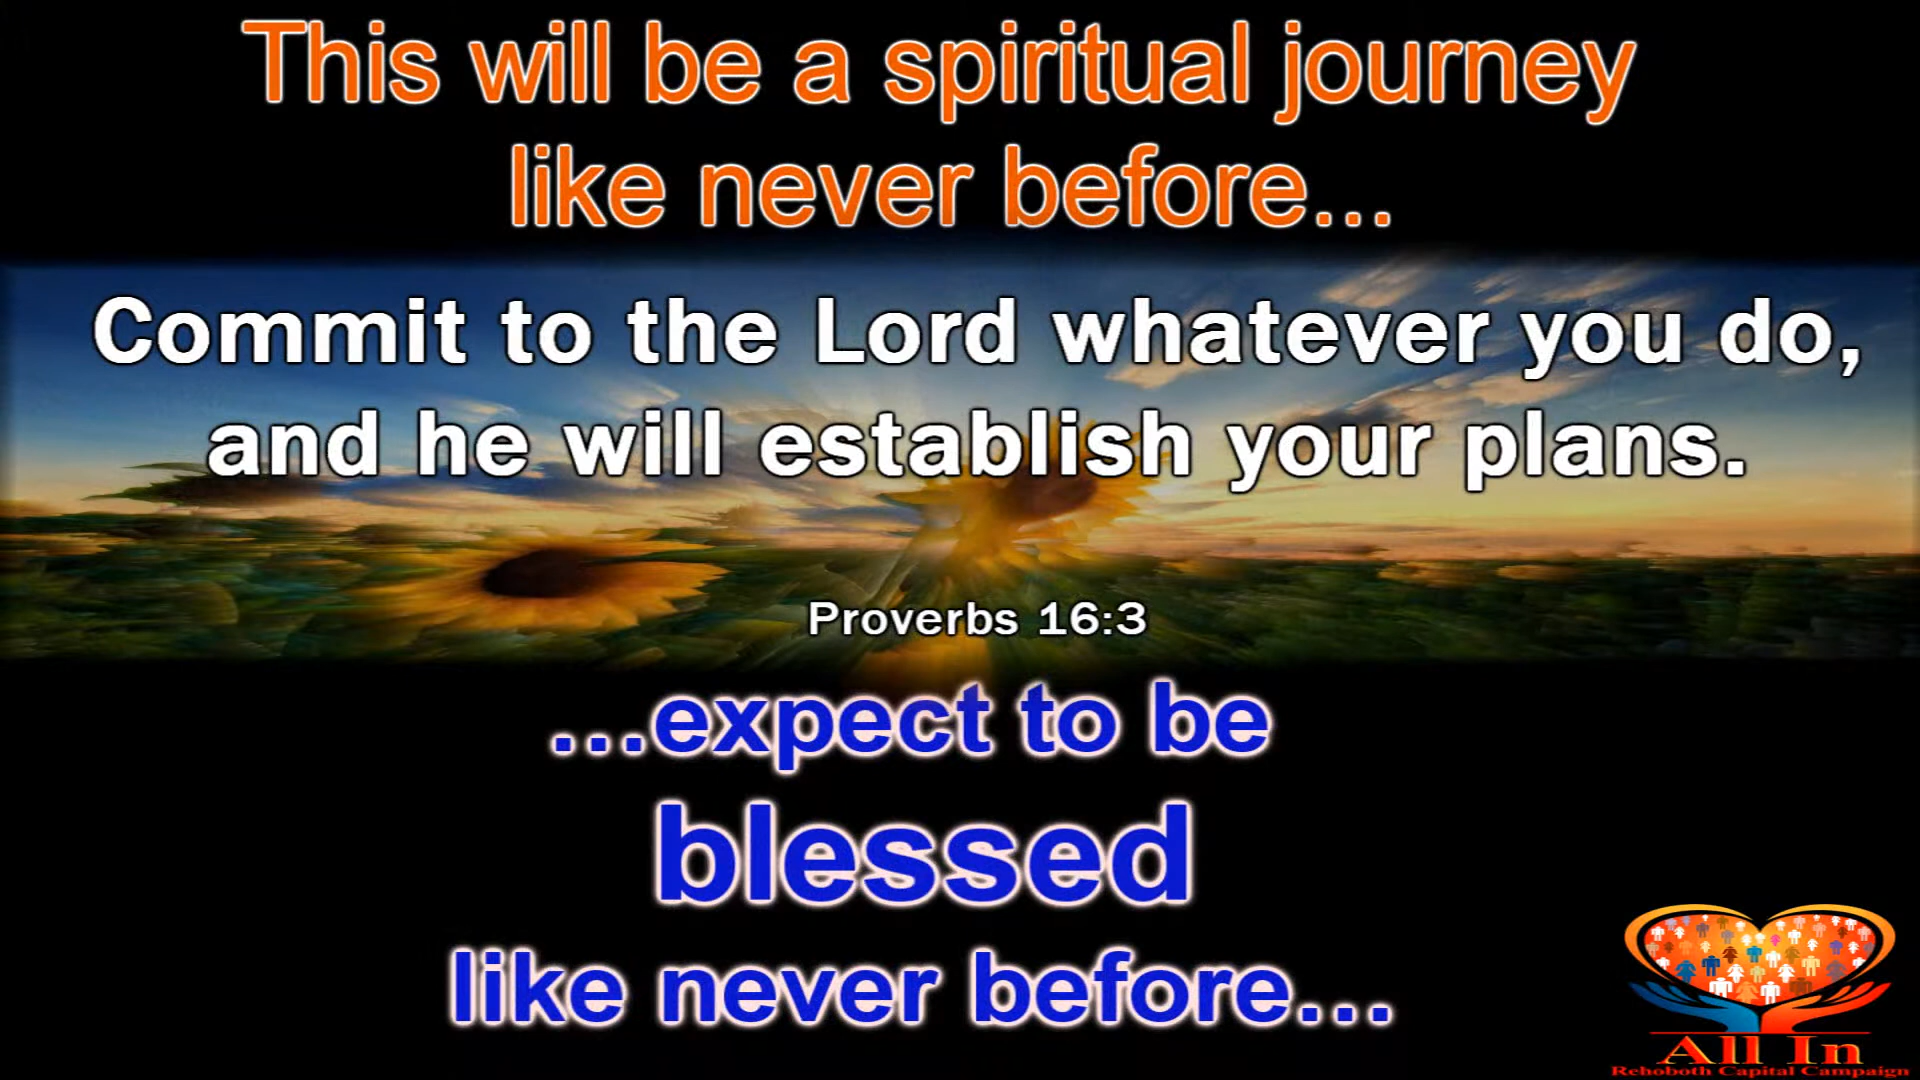 This will be a spiritual journey
like never before...
Commit to the Lord whatever you do,
and he will establish your plans.
Proverbs 16:3
...expect to be
blessed
like never before...
All In
Rehoboth Capital Campaign